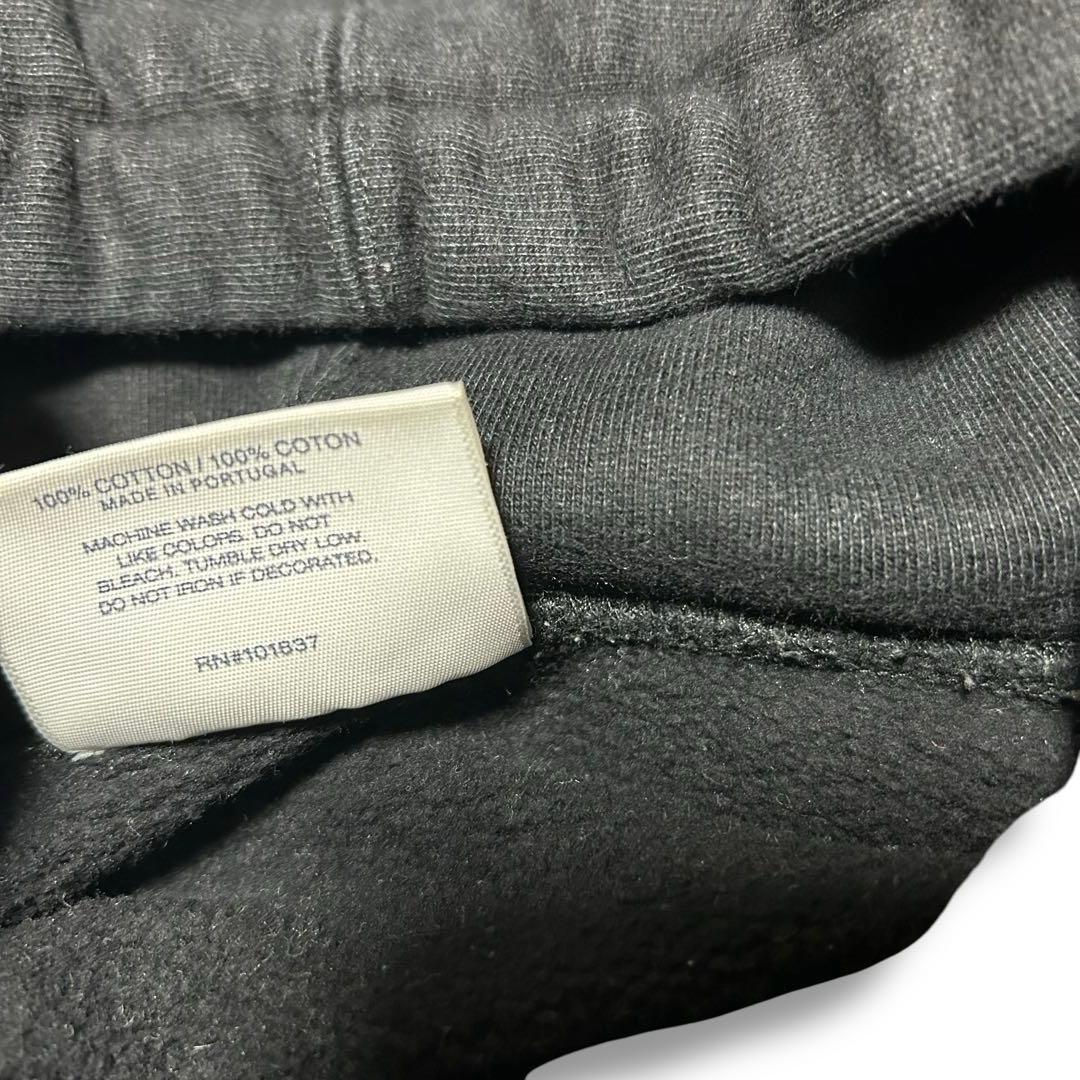 100% COTTON / 100% COTON
MADE IN PORTUGAL
MACHINE WASH COLD WITH
LIKE COLORS. DO NOT
BLEACH. TUMBLE DRY LOW.
DO NOT IRON IF DECORATED.
RN#101837